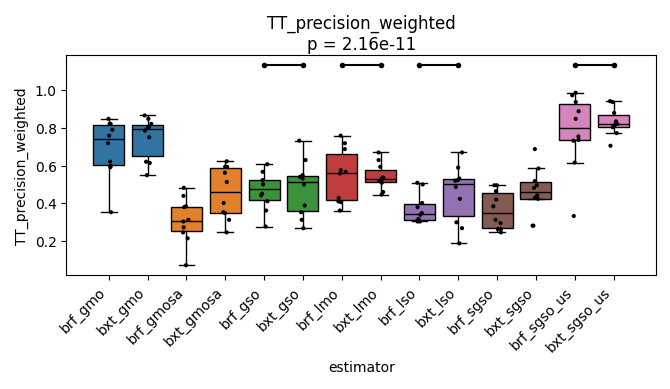 TT_precision_weighted
p = 2.16e-11
TT_precision_weighted
1.0
0.8
0.6
0.4
0.2
brf_gmo
bxt_gmo
brf_gmosa
bxt_gmosa
brf_gso
bxt_gso
brf_lmo
bxt_lmo
brf_lso
bxt_lso
brf_sgso
bxt_sgso
brf_sgso_us
bxt_sgso_us
estimator